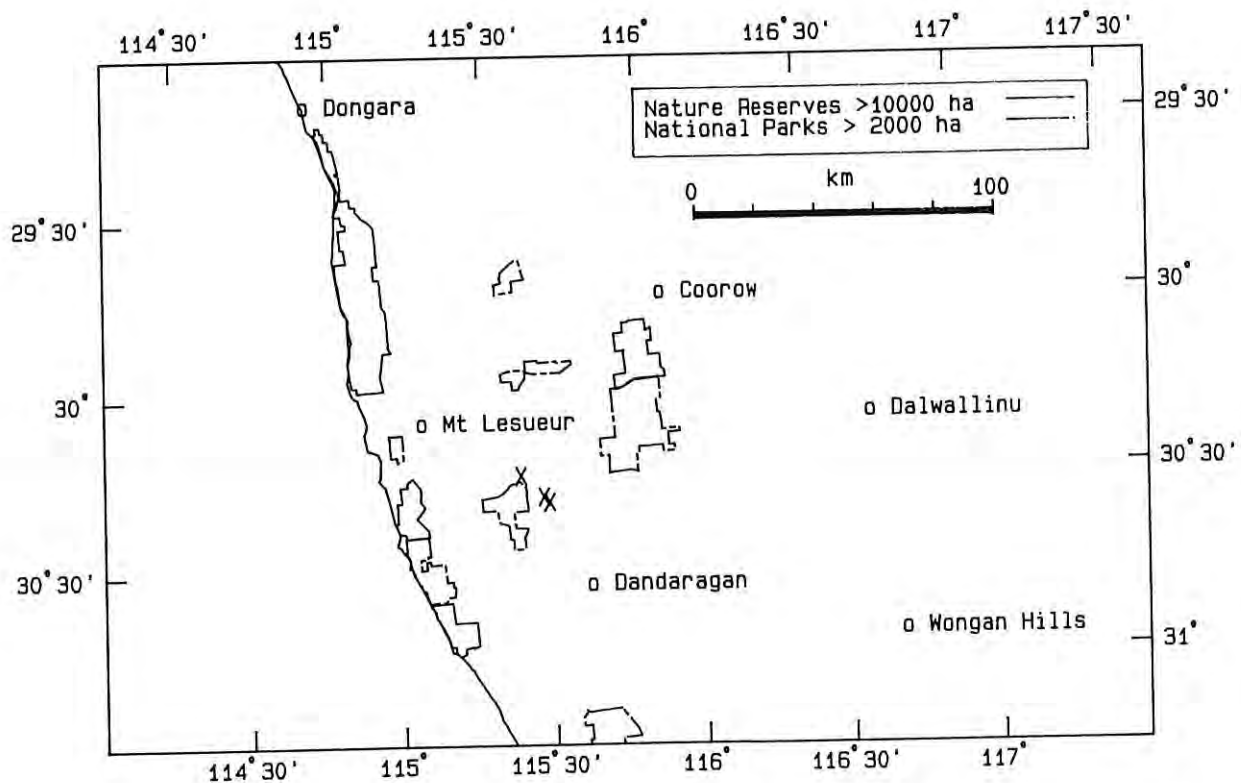 114°30' 115° 115°30' 116° 116°30' 117° 117°30'
Dongara
Nature Reserves >10000 ha
National Parks > 2000 ha
29°30'
km
0 100
29°30'
Coorow
30°
Mt Lesueur
Dalwallinu
30°
30°30'
X
XX
Dandaragan
30°30'
Wongan Hills
31°
114°30' 115° 115°30' 116° 116°30' 117°